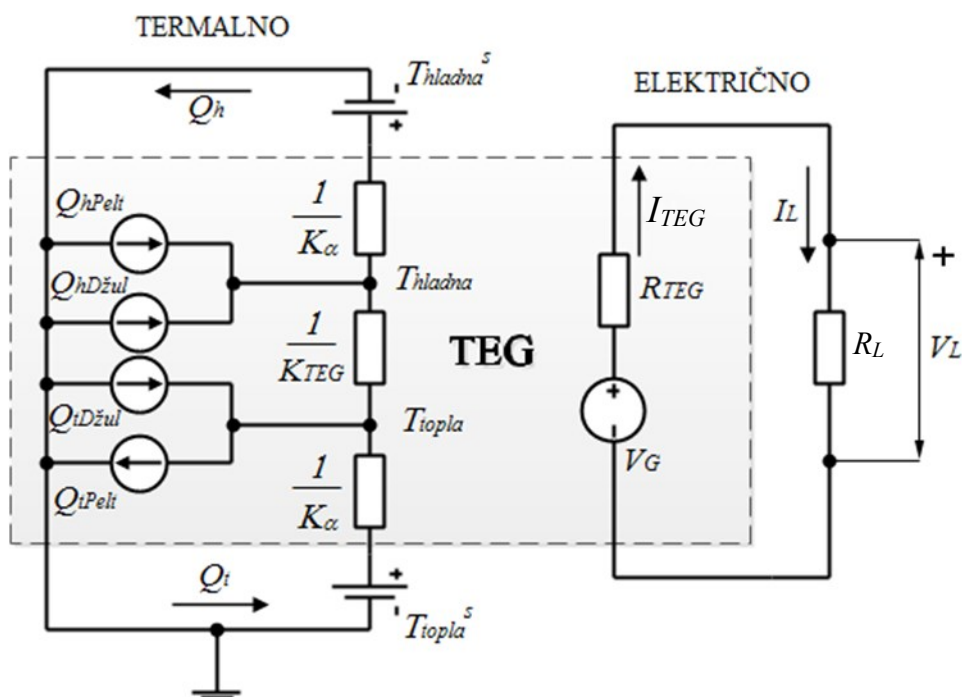 TERMALNO
ELEKTRIČNO
Thladna^s
Qh
QhPelt
1
Kα
ITEG
IL
QhDžul
Thladna
RTEG
1
KTEG
TEG
RL
VL
QtDžul
Ttopla
QtPelt
1
Kα
VG
Qt
Ttopla^s